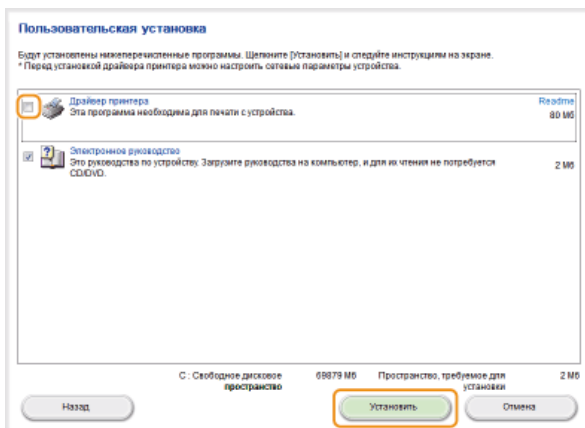 Пользовательская установка
Будут установлены нижеперечисленные программы. Щелкните [Установить] и следуйте инструкциям на экране.
* Перед установкой драйвера принтера можно настроить сетевые параметры устройства.
Драйвер принтера
Readme
Эта программа необходима для печати с устройства.
80 Мб
Электронное руководство
Это руководства по устройству. Загрузите руководства на компьютер, и для их чтения не потребуется
2 Мб
CD/DVD.
C : Свободное дисковое
69879 Мб
Пространство, требуемое для
2 Мб
пространство
установки
Назад
Установить
Отмена